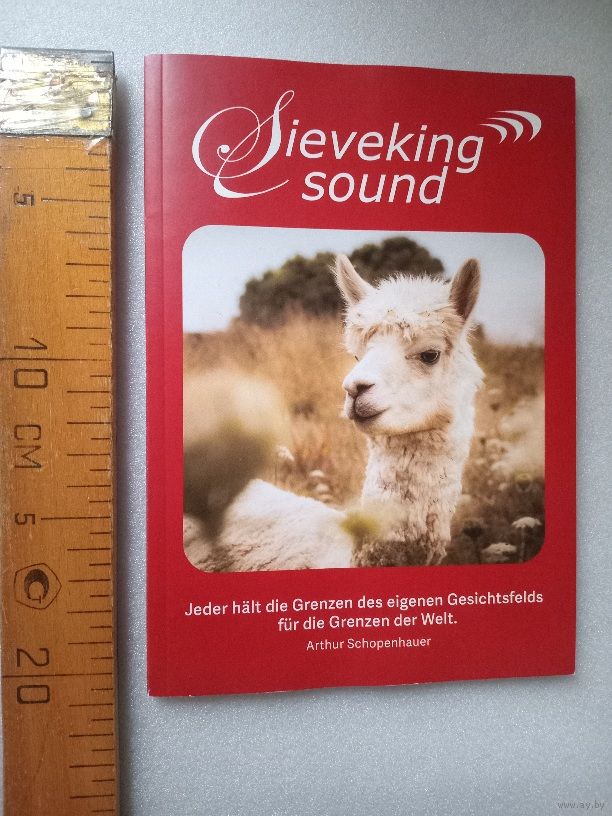 Sieveking
sound
Jeder hält die Grenzen des eigenen Gesichtsfelds
für die Grenzen der Welt.
Arthur Schopenhauer
5
10
CM
5
20
www.ay.by